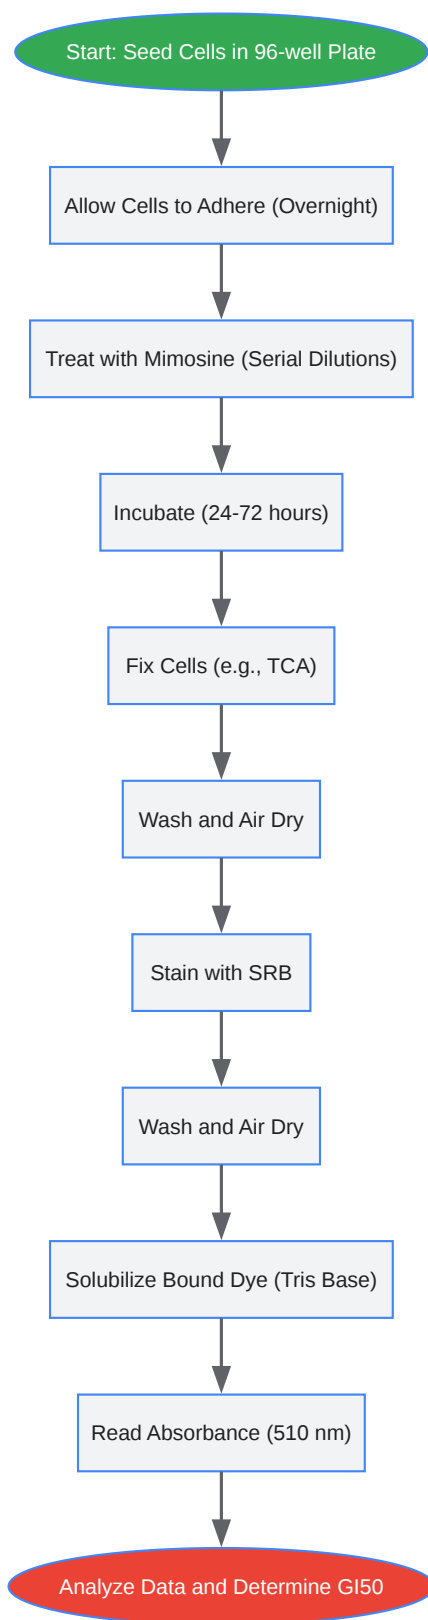 Start: Seed Cells in 96-well Plate
Allow Cells to Adhere (Overnight)
Treat with Mimosine (Serial Dilutions)
Incubate (24-72 hours)
Fix Cells (e.g., TCA)
Wash and Air Dry
Stain with SRB
Wash and Air Dry
Solubilize Bound Dye (Tris Base)
Read Absorbance (510 nm)
Analyze Data and Determine GI50